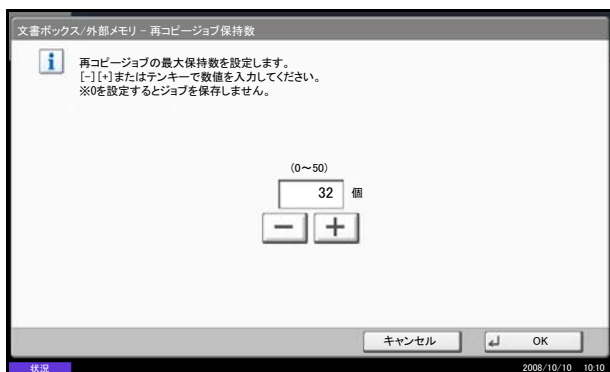 文書ボックス/外部メモリ - 再コピージョブ保持数
再コピージョブの最大保持数を設定します。
[-][+]またはテンキーで数値を入力してください。
※0を設定するとジョブを保存しません。
(0～50)
32 個
キャンセル
OK
状況
2008/10/10 10:10